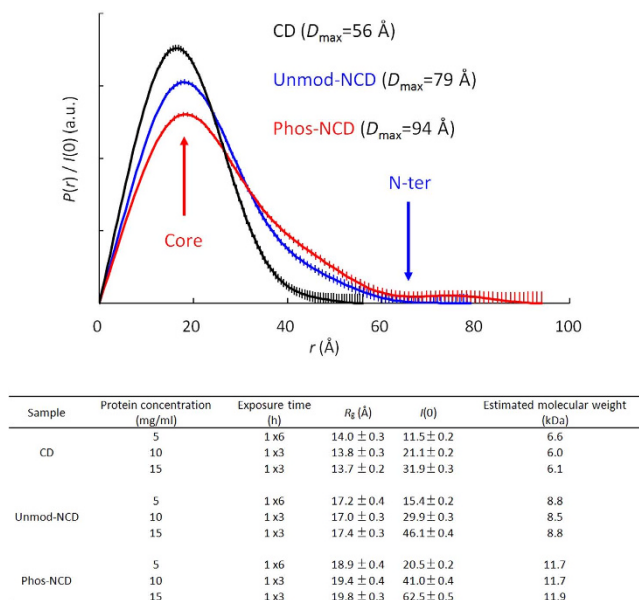 CD (Dmax=56 Å)
Unmod-NCD (Dmax=79 Å)
Phos-NCD (Dmax=94 Å)
N-ter
Core
P(r) / I(0) (a.u.)
0 20 40 60 80 100
r (Å)
Sample Protein concentration (mg/ml) Exposure time (h) Rg (Å) I(0) Estimated molecular weight (kDa)
5 1 x6 14.0 ± 0.3 11.5 ± 0.2 6.6
CD 10 1 x3 13.8 ± 0.3 21.1 ± 0.2 6.0
15 1 x3 13.7 ± 0.2 31.9 ± 0.3 6.1
5 1 x6 17.2 ± 0.4 15.4 ± 0.2 8.8
Unmod-NCD 10 1 x3 17.0 ± 0.3 29.9 ± 0.3 8.5
15 1 x3 17.4 ± 0.3 46.1 ± 0.4 8.8
5 1 x6 18.9 ± 0.4 20.5 ± 0.2 11.7
Phos-NCD 10 1 x3 19.4 ± 0.4 41.0 ± 0.4 11.7
15 1 x3 19.8 ± 0.3 62.5 ± 0.5 11.9